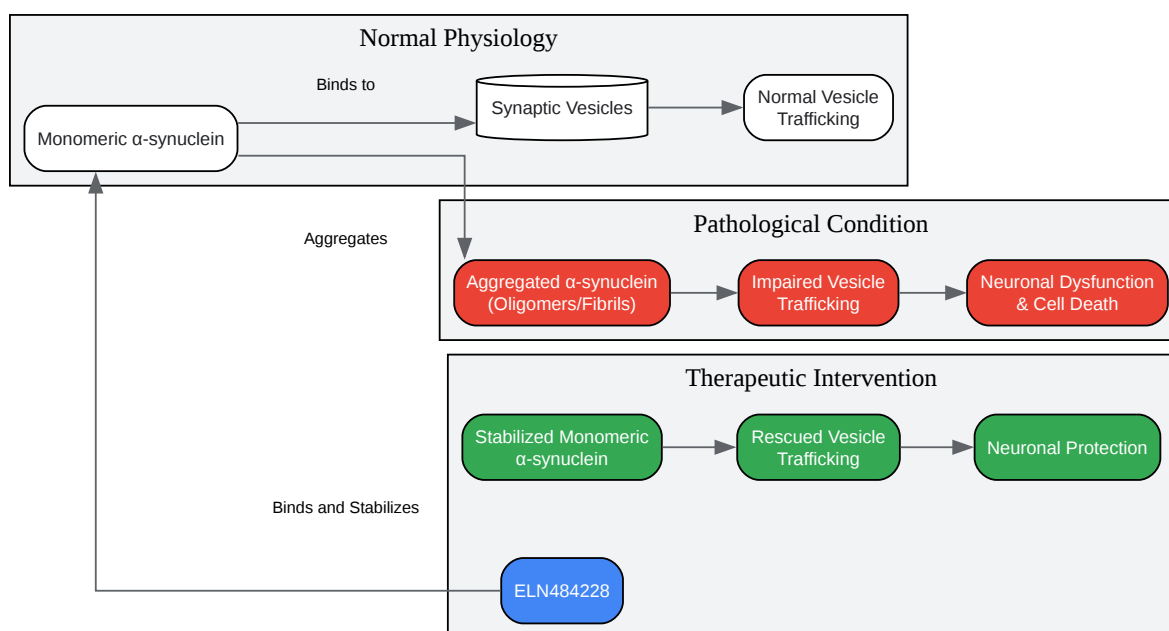 Normal Physiology
Binds to
Monomeric α-synuclein
Synaptic Vesicles
Normal Vesicle
Trafficking
Aggregates
Pathological Condition
Aggregated α-synuclein
(Oligomers/Fibrils)
Impaired Vesicle
Trafficking
Neuronal Dysfunction
& Cell Death
Therapeutic Intervention
Stabilized Monomeric
α-synuclein
Rescued Vesicle
Trafficking
Neuronal Protection
Binds and Stabilizes
ELN484228